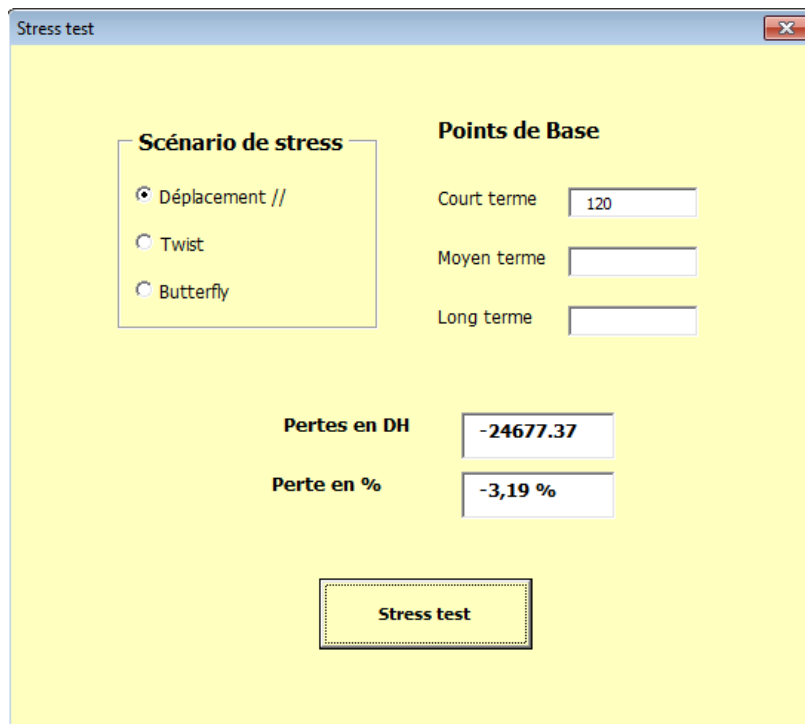 Stress test
Scénario de stress
Déplacement //
Twist
Butterfly
Points de Base
Court terme 120
Moyen terme
Long terme
Pertes en DH -24677.37
Perte en % -3,19 %
Stress test